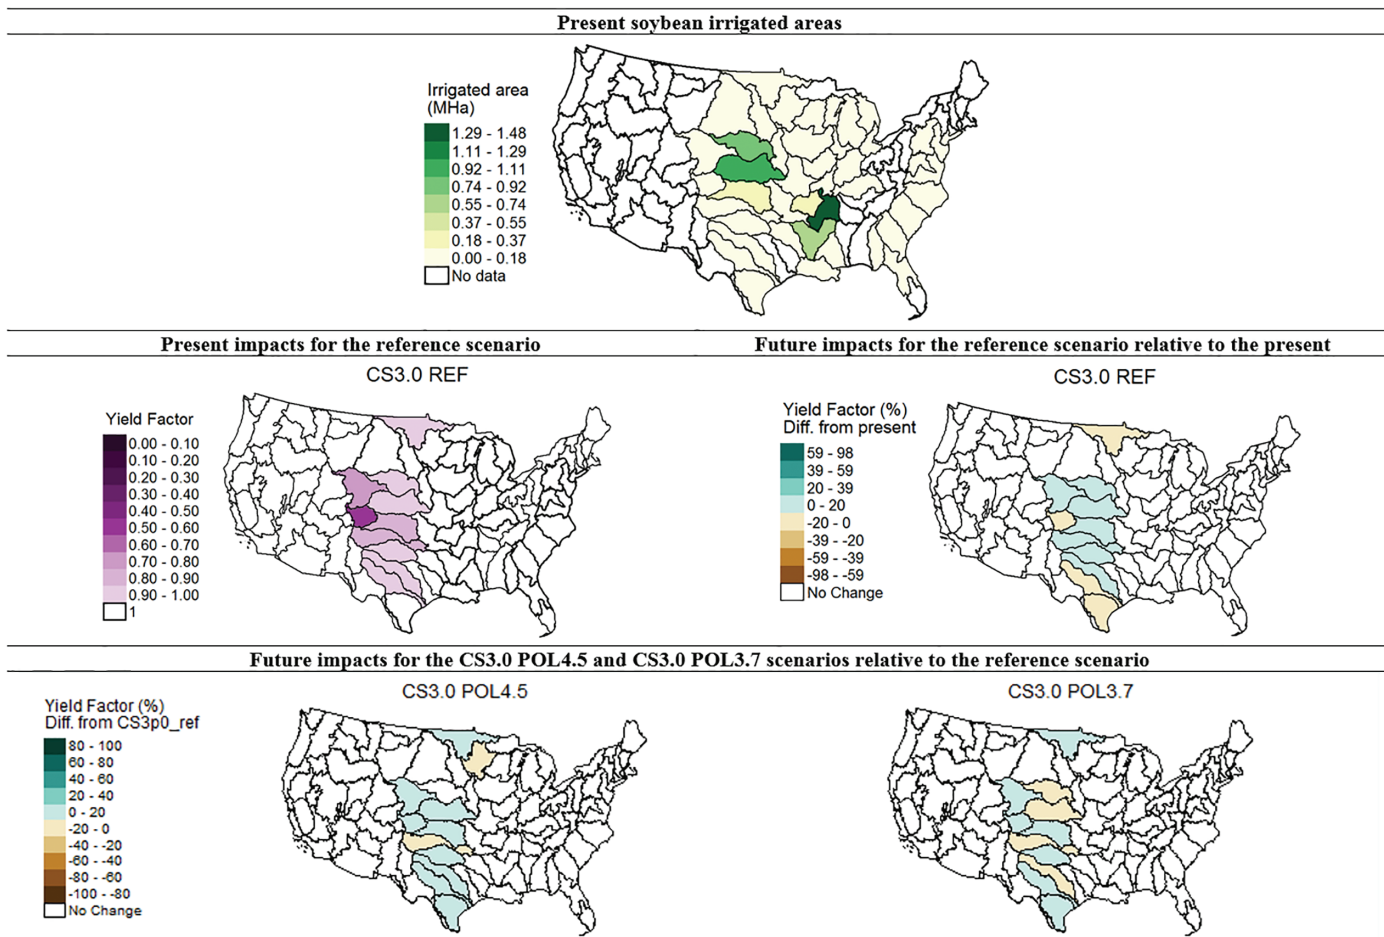 Present soybean irrigated areas
Irrigated area
(MHa)
1.29 - 1.48
1.11 - 1.29
0.92 - 1.11
0.74 - 0.92
0.55 - 0.74
0.37 - 0.55
0.18 - 0.37
0.00 - 0.18
No data
Present impacts for the reference scenario
CS3.0 REF
Yield Factor
0.00 - 0.10
0.10 - 0.20
0.20 - 0.30
0.30 - 0.40
0.40 - 0.50
0.50 - 0.60
0.60 - 0.70
0.70 - 0.80
0.80 - 0.90
0.90 - 1.00
1
Future impacts for the reference scenario relative to the present
CS3.0 REF
Yield Factor (%)
Diff. from present
59 - 98
39 - 59
20 - 39
0 - 20
-20 - 0
-39 - -20
-59 - -39
-98 - -59
No Change
Future impacts for the CS3.0 POL4.5 and CS3.0 POL3.7 scenarios relative to the reference scenario
CS3.0 POL4.5
Yield Factor (%)
Diff. from CS3p0_ref
80 - 100
60 - 80
40 - 60
20 - 40
0 - 20
-20 - 0
-40 - -20
-60 - -40
-80 - -60
-100 - -80
No Change
CS3.0 POL3.7